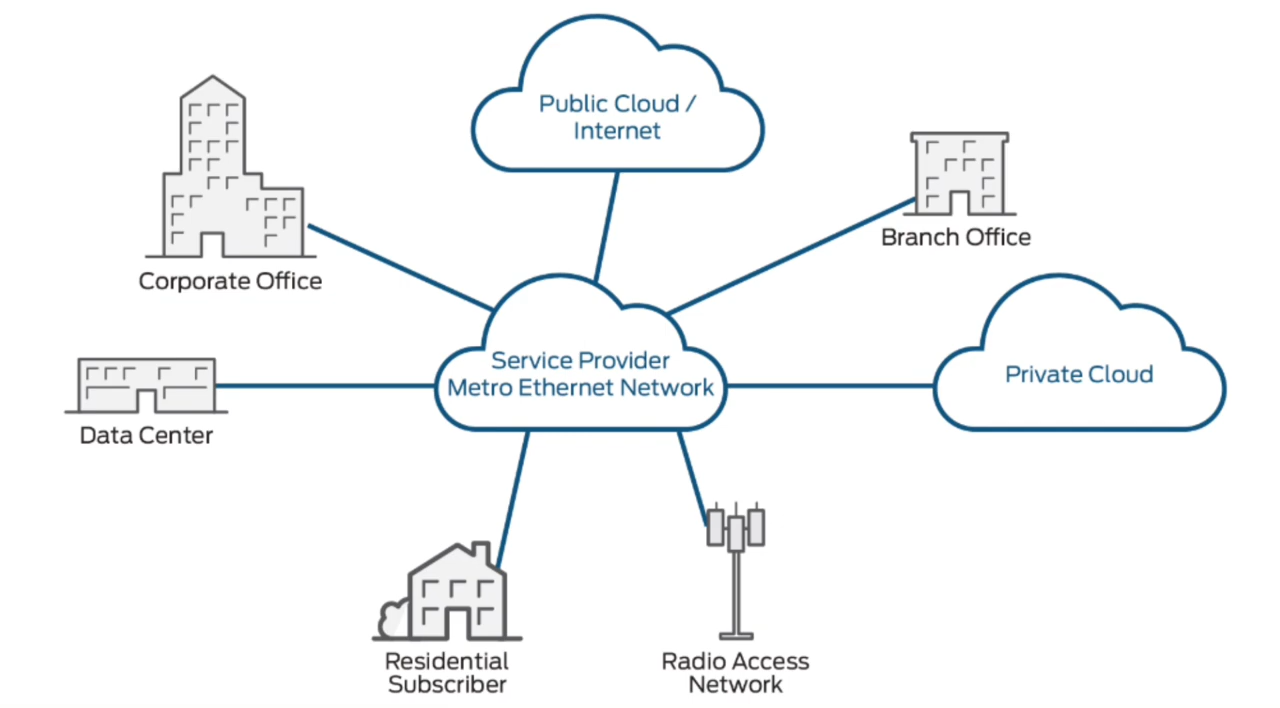 Public Cloud /
Internet
Branch Office
Corporate Office
Service Provider
Metro Ethernet Network
Private Cloud
Data Center
Residential
Subscriber
Radio Access
Network